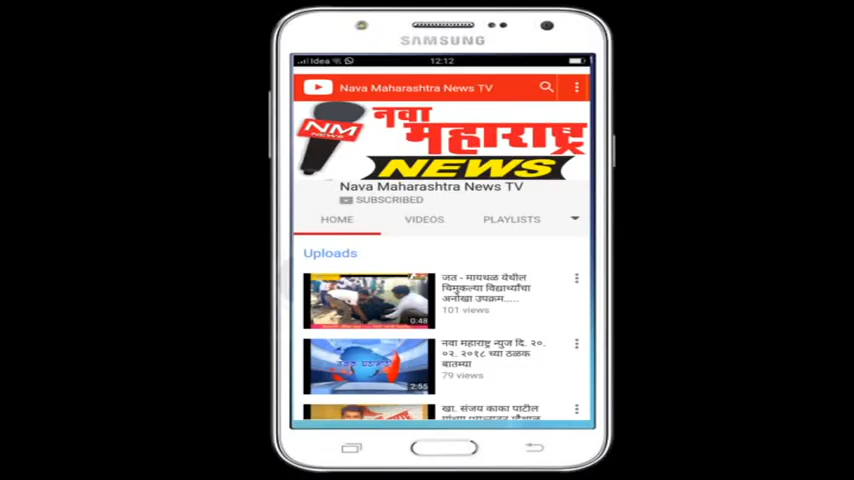 SAMSUNG
Idea 12:12
Nava Maharashtra News TV
NM
NEWS
नवा
महाराष्ट्र
NEWS
Nava Maharashtra News TV
SUBSCRIBED
HOME VIDEOS PLAYLISTS
Uploads
जत - मायथळ येथील
चिमुकल्या विद्यार्थ्यांचा
अनोखा उपक्रम.....
101 views
0:48
नवा महाराष्ट्र न्युज दि. २०.
०२. २०१८ च्या ठळक
बातम्या
79 views
2:55
खा. संजय काका पाटील